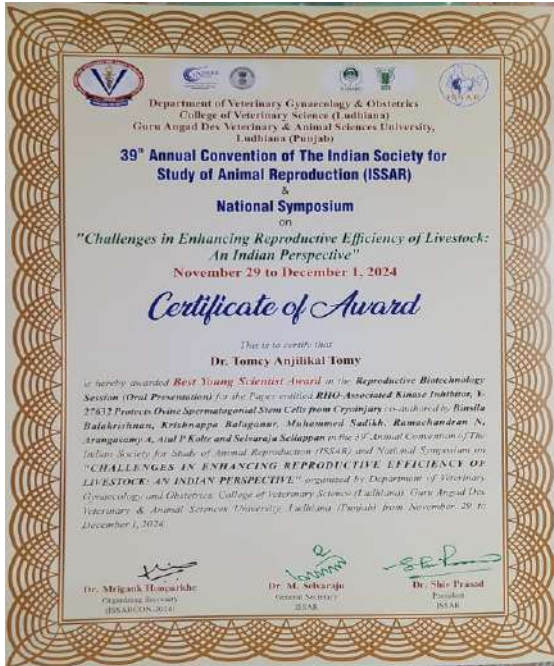 ISSAR
Department of Veterinary Gynaecology & Obstetrics
College of Veterinary Science (Ludhiana)
Guru Angad Dev Veterinary & Animal Sciences University,
Ludhiana (Punjab)
39th Annual Convention of The Indian Society for
Study of Animal Reproduction (ISSAR)
&
National Symposium
on
"Challenges in Enhancing Reproductive Efficiency of Livestock:
An Indian Perspective"
November 29 to December 1, 2024
Certificate of Award
This is to certify that
Dr. Tomcy Anjilikal Tomy
is hereby awarded Best Young Scientist Award in the Reproductive Biotechnology
Session (Oral Presentation) for the Paper entitled RHO-Associated Kinase Inhibitor, Y-
27632 Protects Ovine Spermatogonial Stem Cells from Cryoinjury co-authored by Binsila
Balakrishnan, Krishnappa Balaganur, Muhammed Sadikh, Ramachandran N,
Arangasamy A, Atul P Kolte and Selvaraju Sellappan in the 39th Annual Convention of The
Indian Society for Study of Animal Reproduction (ISSAR) and National Symposium on
"CHALLENGES IN ENHANCING REPRODUCTIVE EFFICIENCY OF
LIVESTOCK: AN INDIAN PERSPECTIVE" organized by Department of Veterinary
Gynaecology and Obstetrics, College of Veterinary Science (Ludhiana), Guru Angad Dev
Veterinary & Animal Sciences University, Ludhiana (Punjab) from November 29 to
December 1, 2024.
Dr. Mrigank Honparkhe
Organizing Secretary
(ISSARCON-2024)
Dr. M. Selvaraju
General Secretary
ISSAR
Dr. Shiv Prasad
President
ISSAR